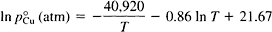 ln p°Cu (atm) = − 40,920 / T − 0.86 ln T + 21.67